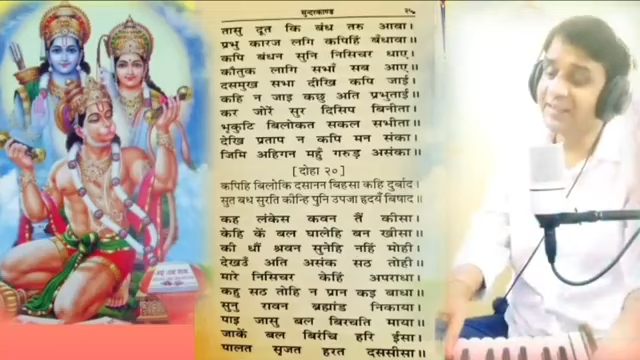 सुन्दरकाण्ड
तासु दूत कि बंध तरु आवा।
प्रभु कारज लगि कपिहिं बँधावा॥
कपि बंधन सुनि निसिचर धाए।
कौतुक लागि सभाँ सब आए॥
दसमुख सभा दीखि कपि जाई।
कहि न जाइ कछु अति प्रभुताई॥
कर जोरें सुर दिसिप बिनीता।
भृकुटि बिलोकत सकल सभीता॥
देखि प्रताप न कपि मन संका।
जिमि अहिगन महुँ गरुड़ असंका॥
[दोहा २०]
कपिहि बिलोकि दसानन बिहसा कहि दुर्बाद।
सुत बध सुरति कीन्हि पुनि उपजा हृदयँ बिषाद॥
कह लंकेस कवन तैं कीसा।
केहि कें बल घालेहि बन खीसा॥
की धौं श्रवन सुनेहि नहिं मोही।
देखउँ अति असंक सठ तोही॥
मारे निसिचर केहिं अपराधा।
कहु सठ तोहि न प्रान कइ बाधा॥
सुनु रावन ब्रह्मांड निकाया।
पाइ जासु बल बिरचति माया॥
जाकें बल बिरंचि हरि ईसा।
पालत सृजत हरत दससीसा॥